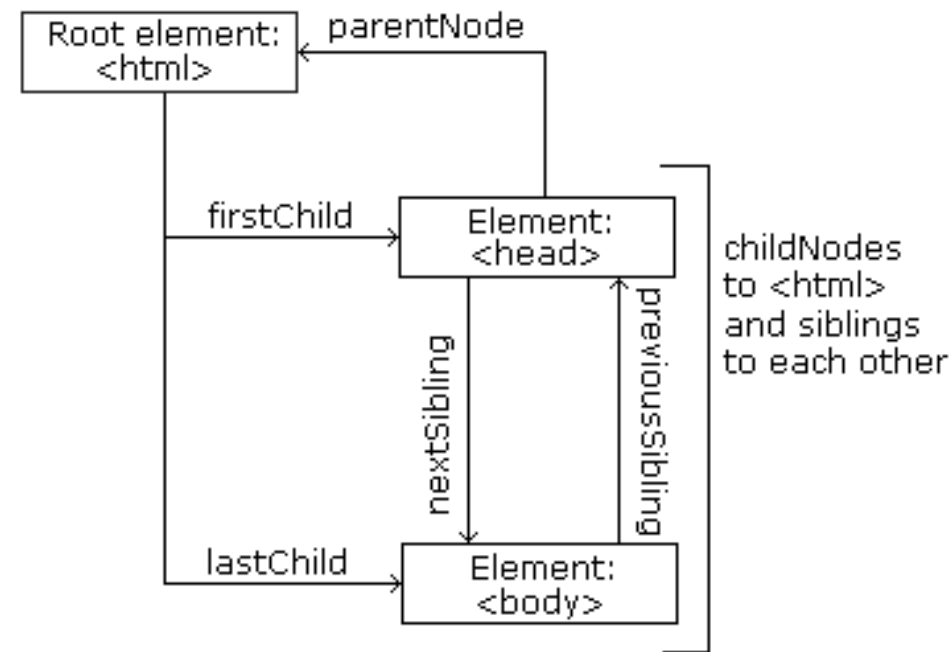 Root element:
<html>
parentNode
firstChild
Element:
<head>
childNodes
to <html>
and siblings
to each other
nextSibling
previousSibling
lastChild
Element:
<body>